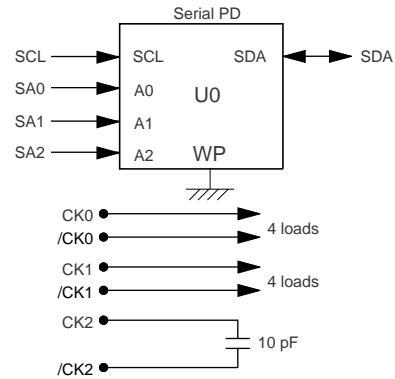 Serial PD
SCL SCL SDA SDA
SA0 A0 U0
SA1 A1
SA2 A2 WP
CK0
/CK0 4 loads
CK1
/CK1 4 loads
CK2
10 pF
/CK2